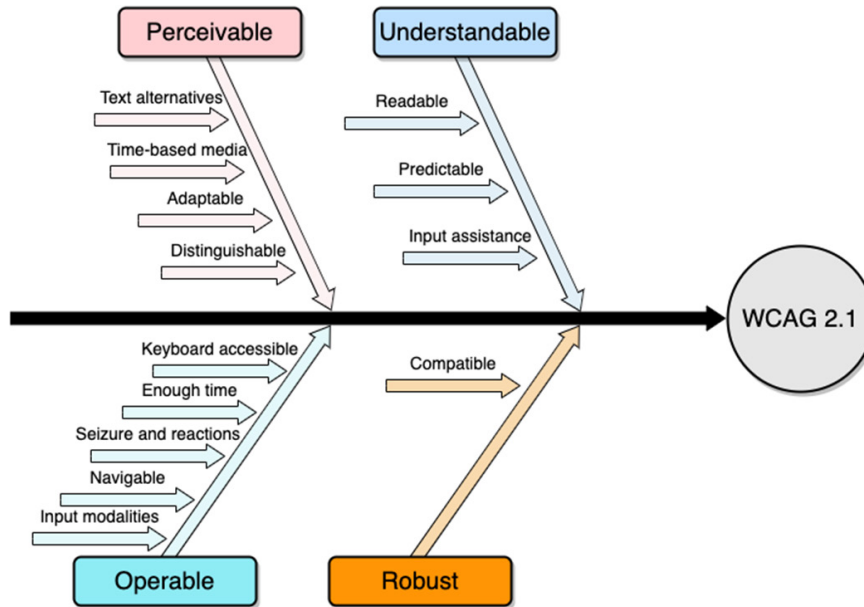 Perceivable
Understandable
Text alternatives
Time-based media
Adaptable
Distinguishable
Readable
Predictable
Input assistance
WCAG 2.1
Keyboard accessible
Enough time
Seizure and reactions
Navigable
Input modalities
Compatible
Operable
Robust